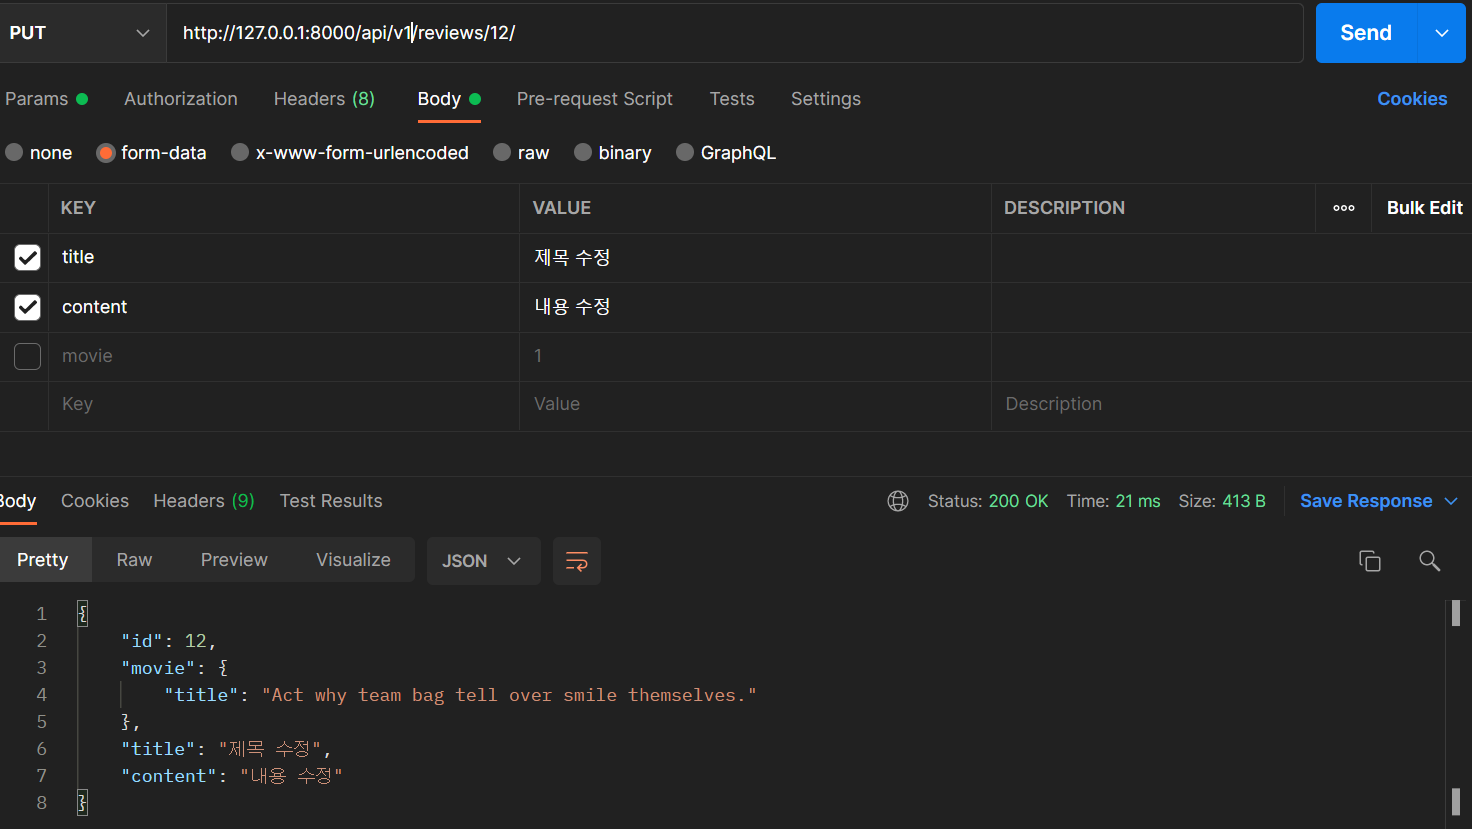 PUT http://127.0.0.1:8000/api/v1/reviews/12/ Send
Params Authorization Headers (8) Body Pre-request Script Tests Settings Cookies
none form-data x-www-form-urlencoded raw binary GraphQL
KEY VALUE DESCRIPTION ooo Bulk Edit
title 제목 수정
content 내용 수정
movie 1
Key Value Description
Body Cookies Headers (9) Test Results Status: 200 OK Time: 21 ms Size: 413 B Save Response
Pretty Raw Preview Visualize JSON
1 {
2 "id": 12,
3 "movie": {
4 "title": "Act why team bag tell over smile themselves."
5 },
6 "title": "제목 수정",
7 "content": "내용 수정"
8 }